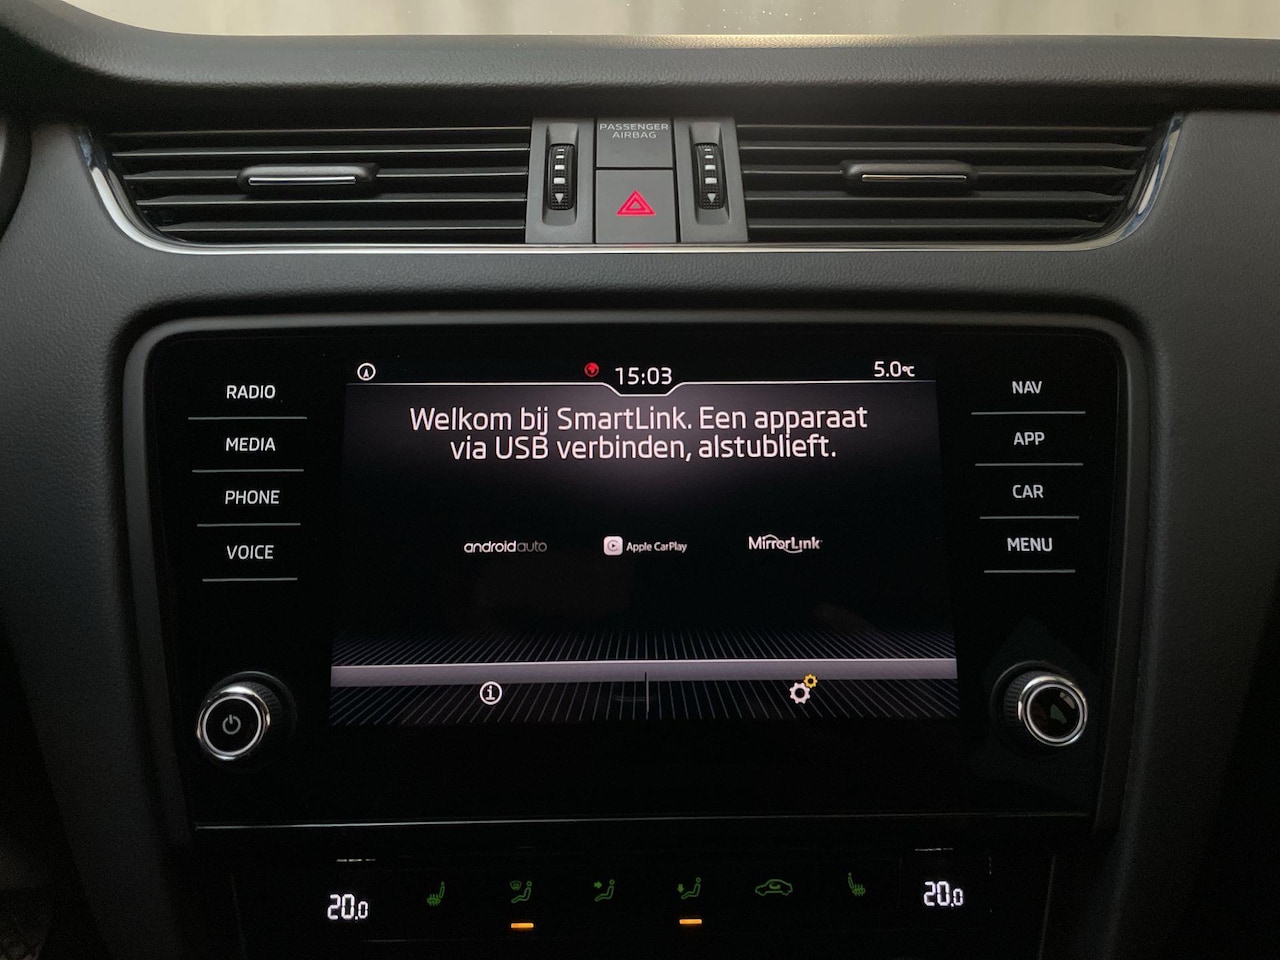 PASSENGER
AIRBAG
15:03
5.0°C
RADIO
MEDIA
PHONE
VOICE
Welkom bij SmartLink. Een apparaat
via USB verbinden, alstublieft.
androidauto
Apple CarPlay
MirrorLink
NAV
APP
CAR
MENU
20.0
20.0